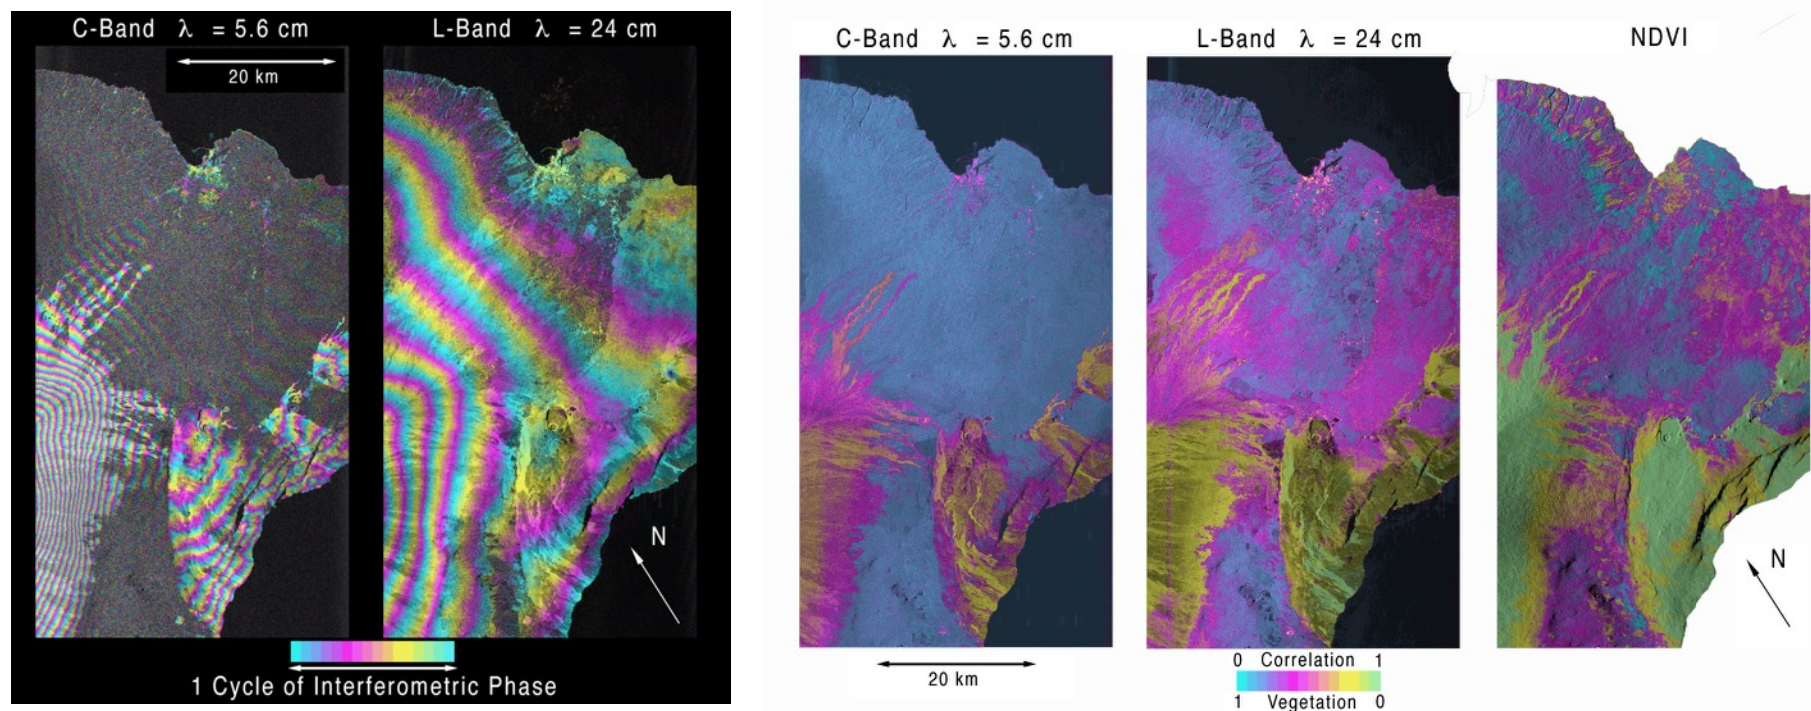 C-Band λ = 5.6 cm
L-Band λ = 24 cm
20 km
N
1 Cycle of Interferometric Phase
C-Band λ = 5.6 cm
L-Band λ = 24 cm
NDVI
N
20 km
0 Correlation 1
1 Vegetation 0